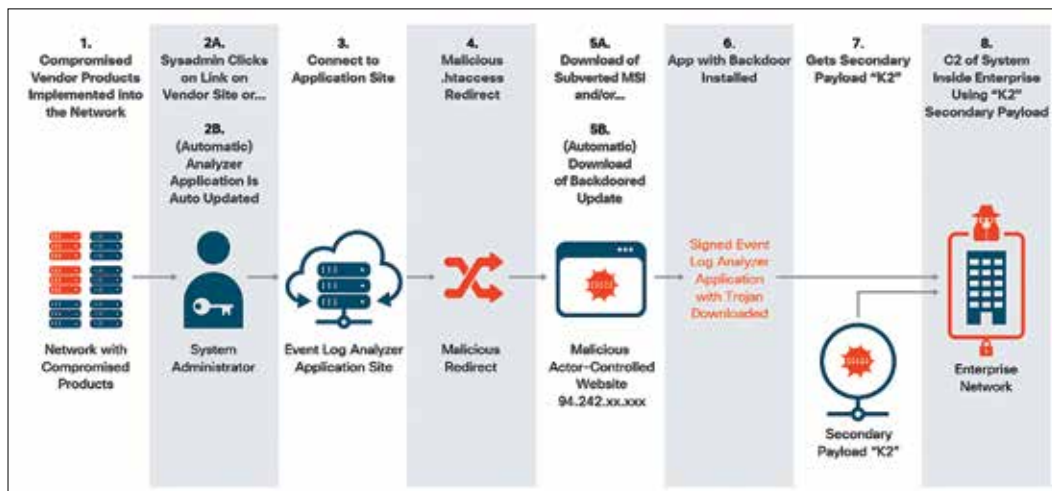 1.
Compromised
Vendor Products
Implemented into
the Network
2A.
Sysadmin Clicks
on Link on
Vendor Site or...
2B.
(Automatic)
Analyzer
Application Is
Auto Updated
3.
Connect to
Application Site
4.
Malicious
.htaccess
Redirect
5A.
Download of
Subverted MSI
and/or...
5B.
(Automatic)
Download
of Backdoored
Update
6.
App with Backdoor
Installed
7.
Gets Secondary
Payload "K2"
8.
C2 of System
Inside Enterprise
Using "K2"
Secondary Payload
Network with
Compromised
Products
System
Administrator
Event Log Analyzer
Application Site
Malicious
Redirect
Malicious
Actor-Controlled
Website
94.242.xx.xxx
Signed Event
Log Analyzer
Application
with Trojan
Downloaded
Secondary
Payload "K2"
Enterprise
Network